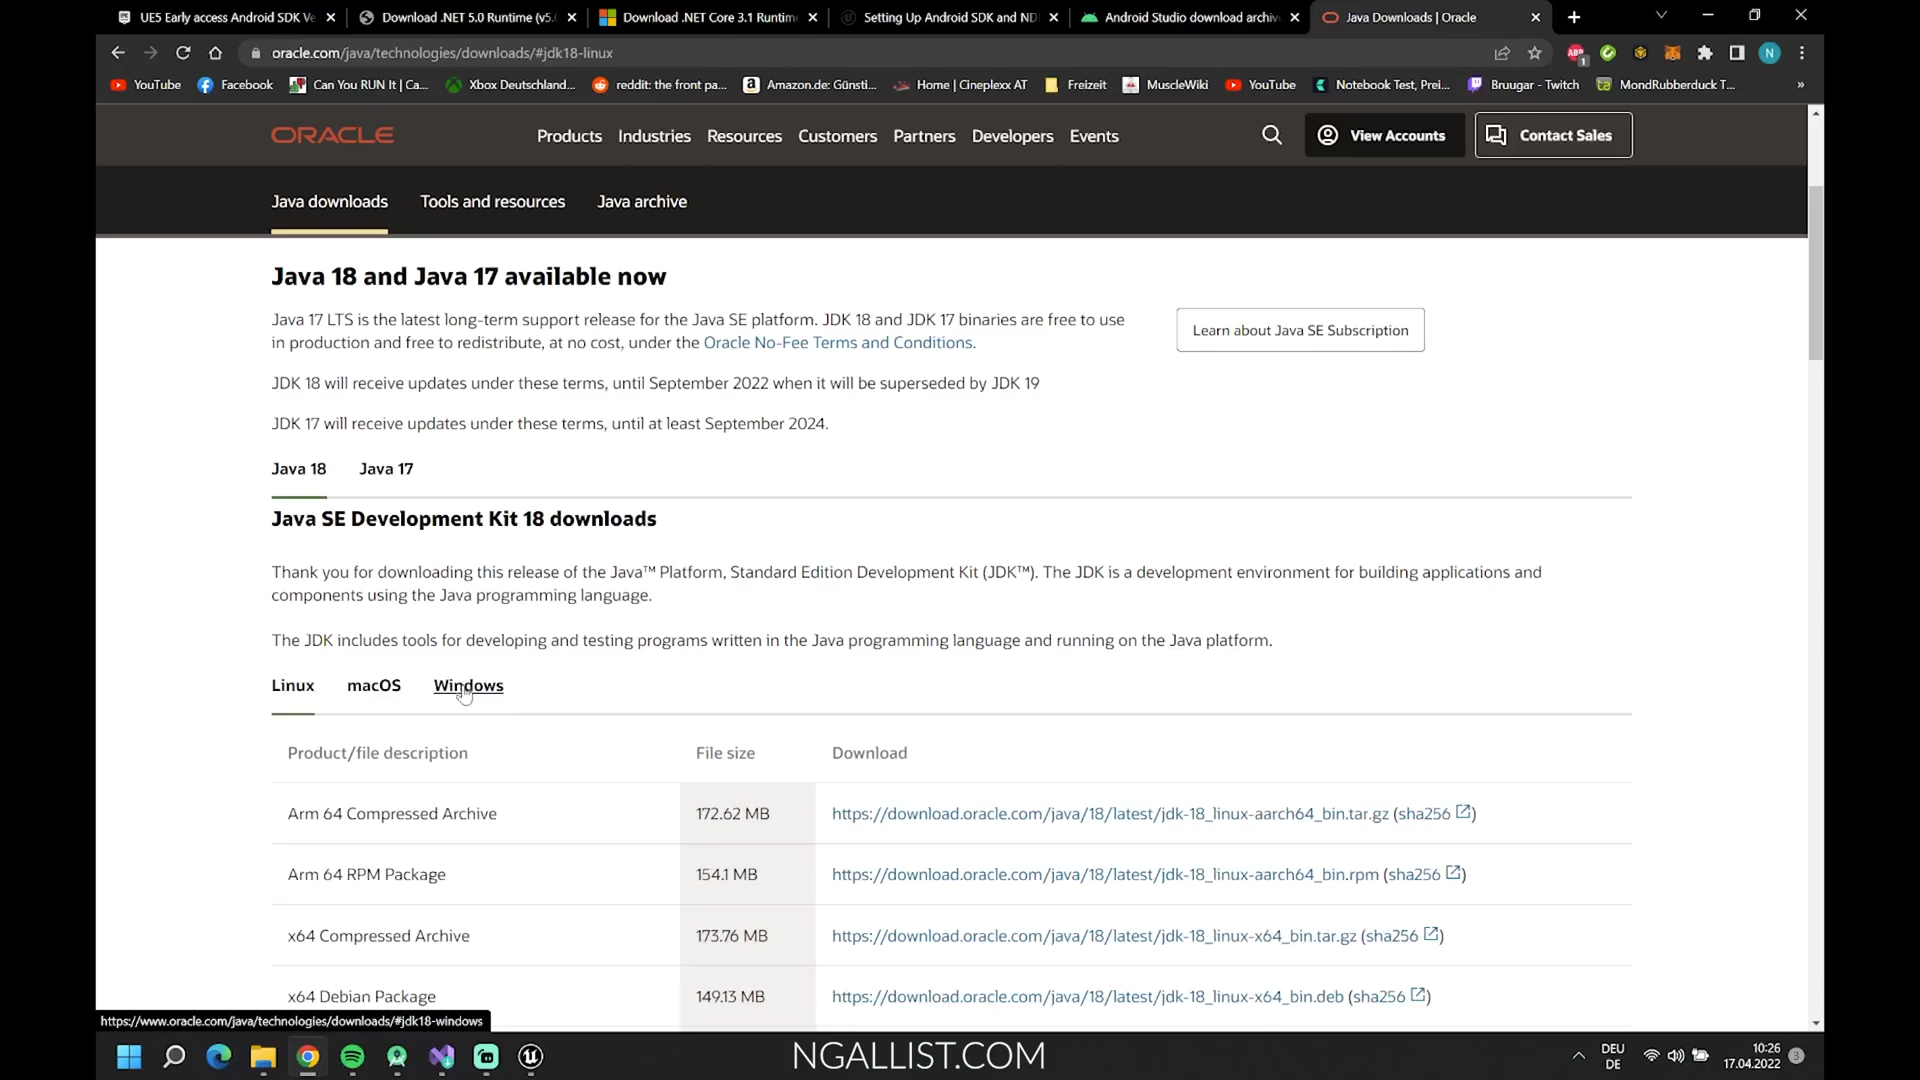 UE5 Early access Android SDK Ve
Download .NET 5.0 Runtime (v5.
Download .NET Core 3.1 Runtim
Setting Up Android SDK and ND
Android Studio download archiv
Java Downloads | Oracle
oracle.com/java/technologies/downloads/#jdk18-linux
ABP
1
N
YouTube
Facebook
Can You RUN It | Ca...
Xbox Deutschland...
reddit: the front pa...
Amazon.de: Günsti...
Home | Cineplexx AT
Freizeit
MuscleWiki
YouTube
Notebook Test, Prei...
Bruugar - Twitch
MondRubberduck T...
»
ORACLE
Products
Industries
Resources
Customers
Partners
Developers
Events
View Accounts
Contact Sales
Java downloads
Tools and resources
Java archive
Java 18 and Java 17 available now
Java 17 LTS is the latest long-term support release for the Java SE platform. JDK 18 and JDK 17 binaries are free to use
in production and free to redistribute, at no cost, under the Oracle No-Fee Terms and Conditions.
Learn about Java SE Subscription
JDK 18 will receive updates under these terms, until September 2022 when it will be superseded by JDK 19
JDK 17 will receive updates under these terms, until at least September 2024.
Java 18
Java 17
Java SE Development Kit 18 downloads
Thank you for downloading this release of the Java™ Platform, Standard Edition Development Kit (JDK™). The JDK is a development environment for building applications and
components using the Java programming language.
The JDK includes tools for developing and testing programs written in the Java programming language and running on the Java platform.
Linux
macOS
Windows
Product/file description
File size
Download
Arm 64 Compressed Archive
172.62 MB
https://download.oracle.com/java/18/latest/jdk-18_linux-aarch64_bin.tar.gz (sha256 )
Arm 64 RPM Package
154.1 MB
https://download.oracle.com/java/18/latest/jdk-18_linux-aarch64_bin.rpm (sha256 )
x64 Compressed Archive
173.76 MB
https://download.oracle.com/java/18/latest/jdk-18_linux-x64_bin.tar.gz (sha256 )
x64 Debian Package
149.13 MB
https://download.oracle.com/java/18/latest/jdk-18_linux-x64_bin.deb (sha256 )
https://www.oracle.com/java/technologies/downloads/#jdk18-windows
NGALLIST.COM
DEU
DE
10:26
17.04.2022
3